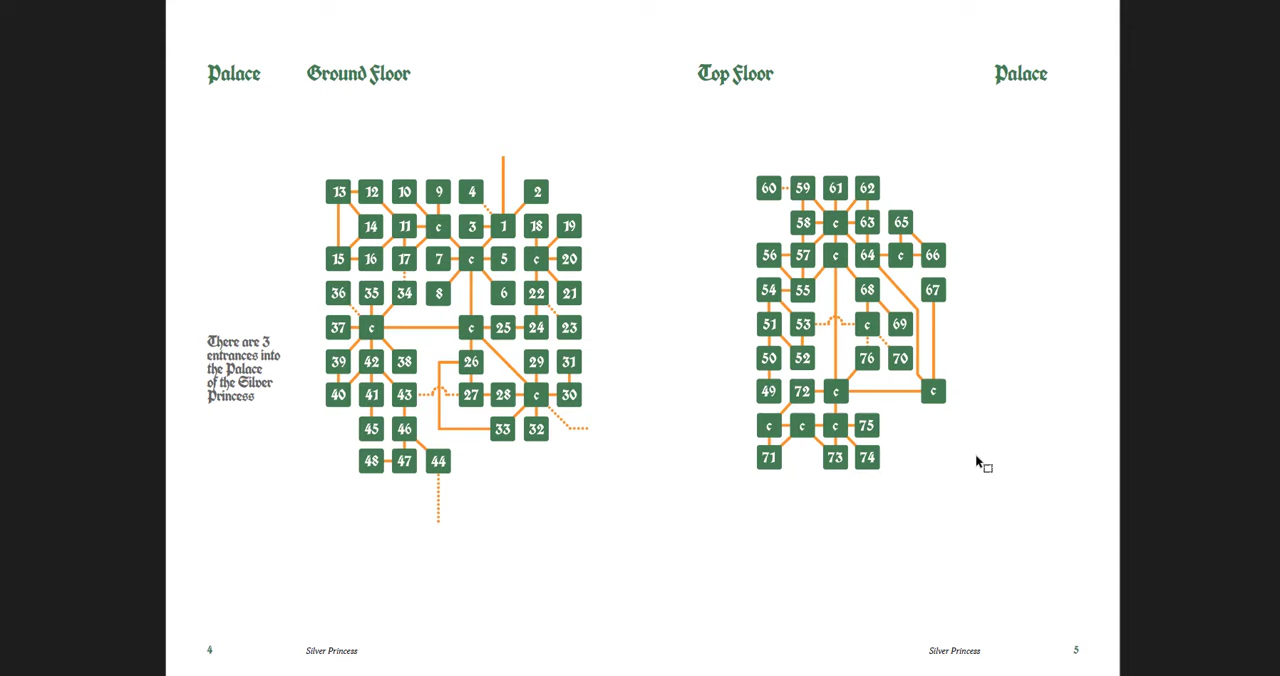 Palace
Ground Floor
Top Floor
Palace
There are 3
entrances into
the Palace
of the Silver
Princess
13 12 10 9 4 2
14 11 c 3 1 18 19
15 16 17 7 c 5 c 20
36 35 34 8 6 22 21
37 c c 25 24 23
39 42 38 26 29 31
40 41 43 27 28 c 30
45 46 33 32
48 47 44
60 59 61 62
58 c 63 65
56 57 c 64 c 66
54 55 68 67
51 53 c 69
50 52 76 70
49 72 c c
c c c 75
71 73 74
4
Silver Princess
Silver Princess
5